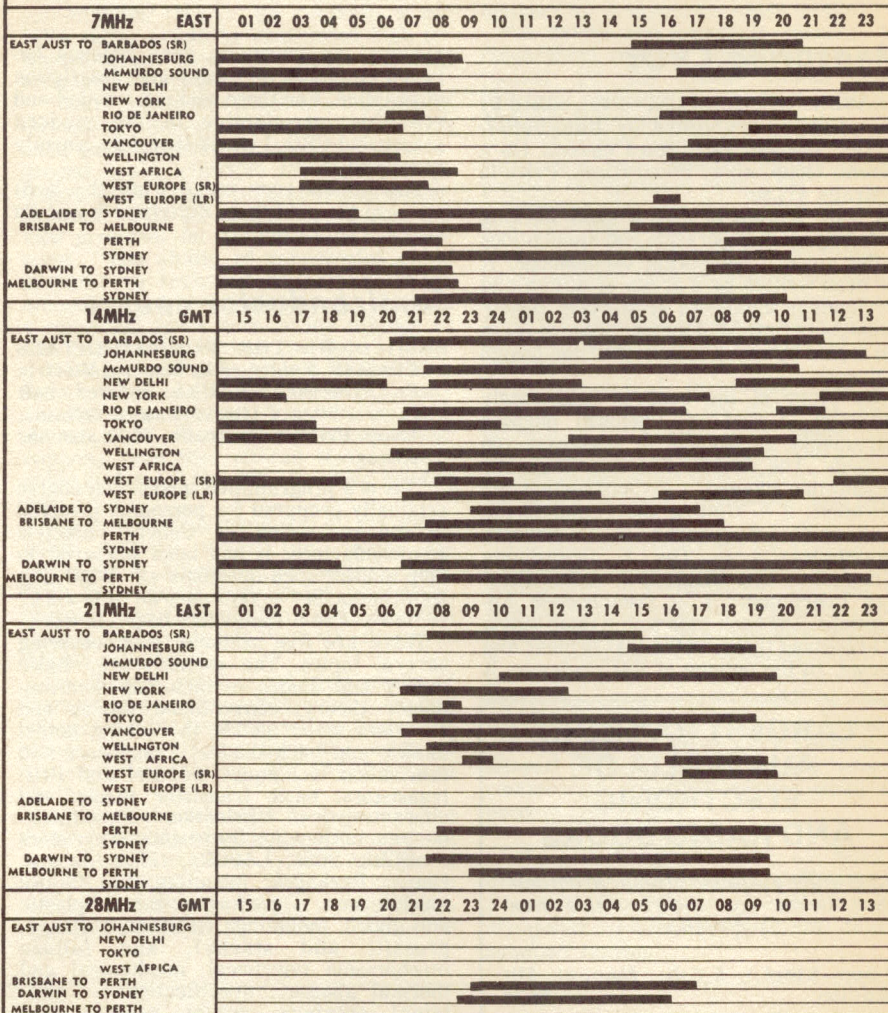 7MHz EAST 01 02 03 04 05 06 07 08 09 10 11 12 13 14 15 16 17 18 19 20 21 22 23
EAST AUST TO BARBADOS (SR)
JOHANNESBURG
McMURDO SOUND
NEW DELHI
NEW YORK
RIO DE JANEIRO
TOKYO
VANCOUVER
WELLINGTON
WEST AFRICA
WEST EUROPE (SR)
WEST EUROPE (LR)
ADELAIDE TO SYDNEY
BRISBANE TO MELBOURNE
PERTH
SYDNEY
DARWIN TO SYDNEY
MELBOURNE TO PERTH
SYDNEY
14MHz GMT 15 16 17 18 19 20 21 22 23 24 01 02 03 04 05 06 07 08 09 10 11 12 13
EAST AUST TO BARBADOS (SR)
JOHANNESBURG
McMURDO SOUND
NEW DELHI
NEW YORK
RIO DE JANEIRO
TOKYO
VANCOUVER
WELLINGTON
WEST AFRICA
WEST EUROPE (SR)
WEST EUROPE (LR)
ADELAIDE TO SYDNEY
BRISBANE TO MELBOURNE
PERTH
SYDNEY
DARWIN TO SYDNEY
MELBOURNE TO PERTH
SYDNEY
21MHz EAST 01 02 03 04 05 06 07 08 09 10 11 12 13 14 15 16 17 18 19 20 21 22 23
EAST AUST TO BARBADOS (SR)
JOHANNESBURG
McMURDO SOUND
NEW DELHI
NEW YORK
RIO DE JANEIRO
TOKYO
VANCOUVER
WELLINGTON
WEST AFRICA
WEST EUROPE (SR)
WEST EUROPE (LR)
ADELAIDE TO SYDNEY
BRISBANE TO MELBOURNE
PERTH
SYDNEY
DARWIN TO SYDNEY
MELBOURNE TO PERTH
SYDNEY
28MHz GMT 15 16 17 18 19 20 21 22 23 24 01 02 03 04 05 06 07 08 09 10 11 12 13
EAST AUST TO JOHANNESBURG
NEW DELHI
TOKYO
WEST AFRICA
BRISBANE TO PERTH
DARWIN TO SYDNEY
MELBOURNE TO PERTH